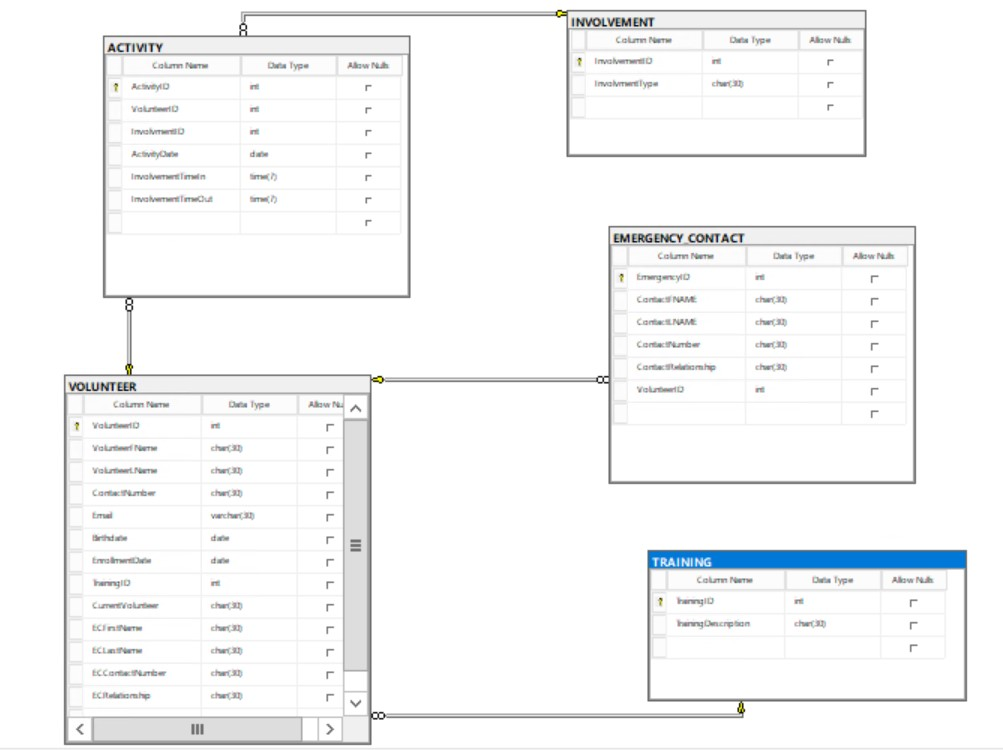 INVOLVEMENT
Column Name Data Type Allow Nulls
InvolvementID int
InvolvmentType char(30)
ACTIVITY
Column Name Data Type Allow Nulls
ActivityID int
VolunteerID int
InvolvmentID int
ActivityDate date
InvolvementTimeIn time(7)
InvolvementTimeOut time(7)
EMERGENCY_CONTACT
Column Name Data Type Allow Nulls
EmergencyID int
ContactFNAME char(30)
ContactLNAME char(30)
ContactNumber char(30)
ContactRelationship char(30)
VolunteerID int
VOLUNTEER
Column Name Data Type Allow Nu
VolunteerID int
VolunteerFName char(30)
VolunteerLName char(30)
ContactNumber char(30)
Email varchar(30)
Birthdate date
EnrollmentDate date
TrainingID int
CurrentVolunteer char(30)
ECFirstName char(30)
ECLastName char(30)
ECContactNumber char(30)
ECRelationship char(30)
TRAINING
Column Name Data Type Allow Nulls
TrainingID int
TrainingDescription char(30)